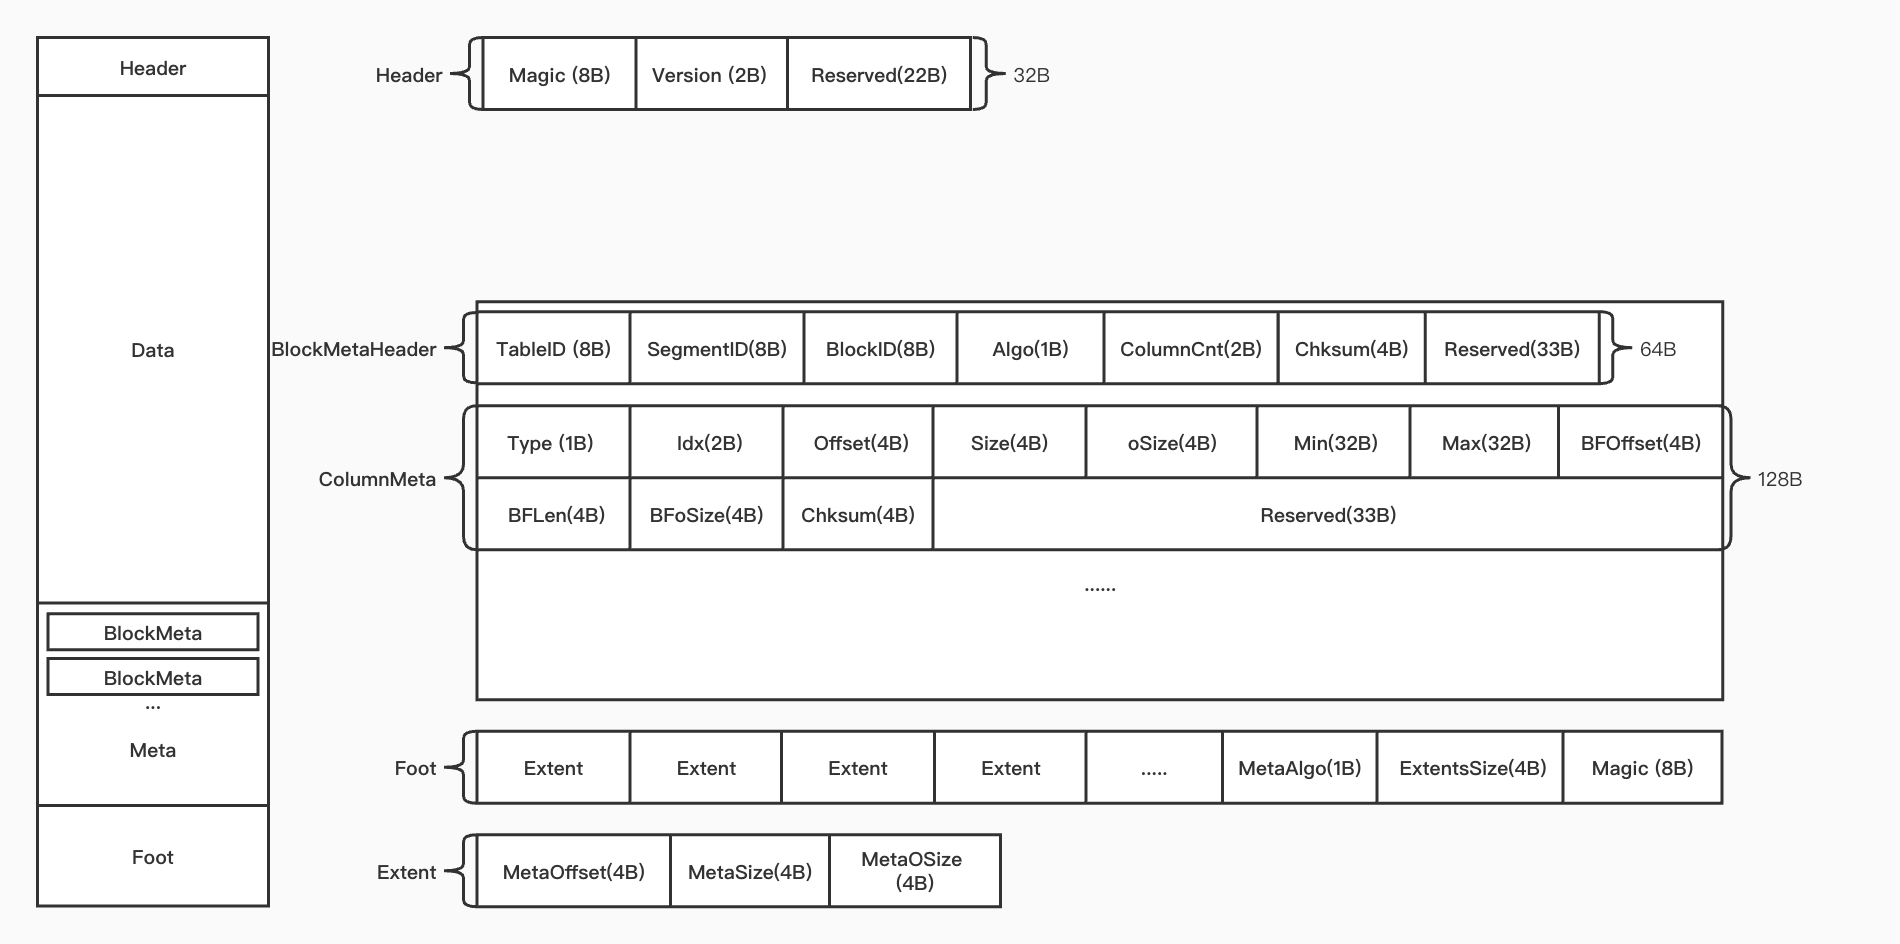 Header
Data
BlockMeta
BlockMeta
...
Meta
Foot
Header
Magic (8B)
Version (2B)
Reserved(22B)
32B
BlockMetaHeader
TableID (8B)
SegmentID(8B)
BlockID(8B)
Algo(1B)
ColumnCnt(2B)
Chksum(4B)
Reserved(33B)
64B
ColumnMeta
Type (1B)
Idx(2B)
Offset(4B)
Size(4B)
oSize(4B)
Min(32B)
Max(32B)
BFOffset(4B)
BFLen(4B)
BFoSize(4B)
Chksum(4B)
Reserved(33B)
128B
......
Foot
Extent
Extent
Extent
Extent
.....
MetaAlgo(1B)
ExtentsSize(4B)
Magic (8B)
Extent
MetaOffset(4B)
MetaSize(4B)
MetaOSize
(4B)